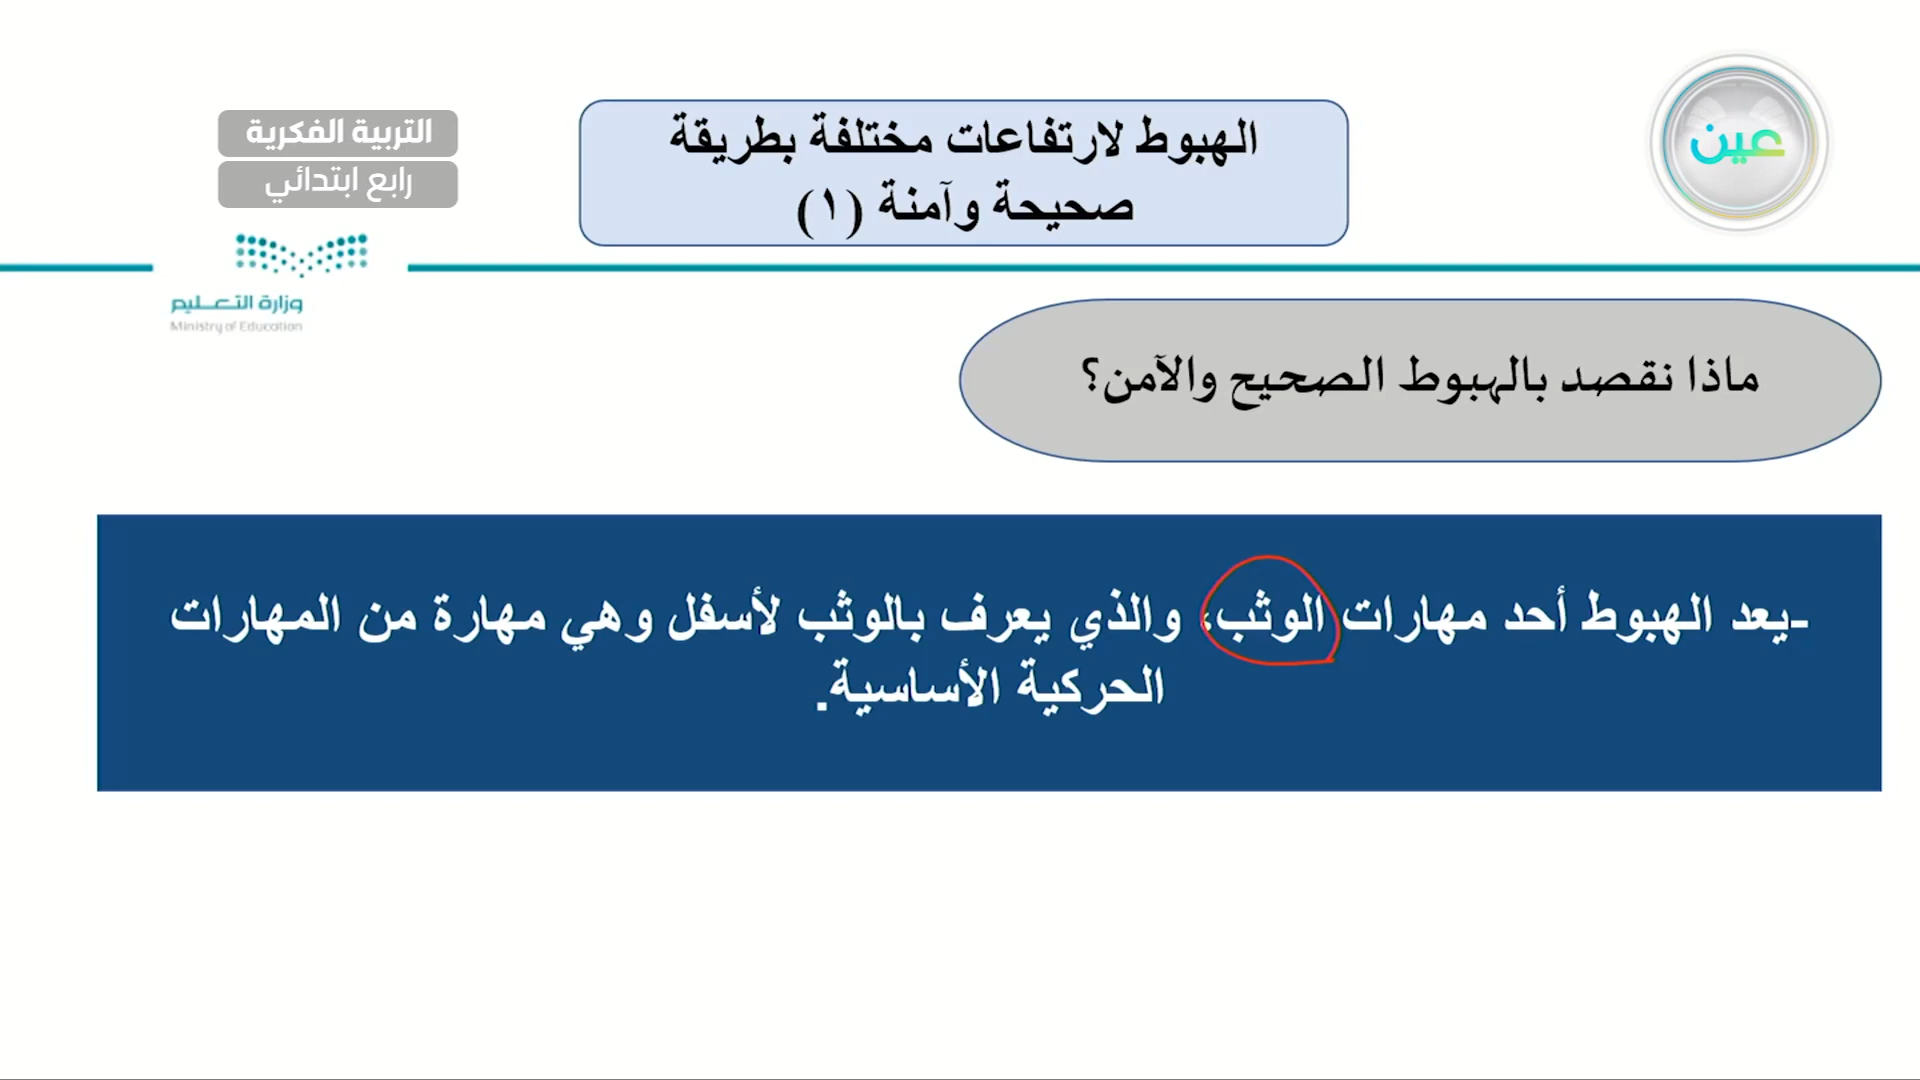 عين
الهبوط لارتفاعات مختلفة بطريقة
صحيحة وآمنة (١)
التربية الفكرية
رابع ابتدائي
وزارة التعـــليم
Ministry of Education
ماذا نقصد بالهبوط الصحيح والآمن؟
-يعد الهبوط أحد مهارات الوثب، والذي يعرف بالوثب لأسفل وهي مهارة من المهارات
الحركية الأساسية.